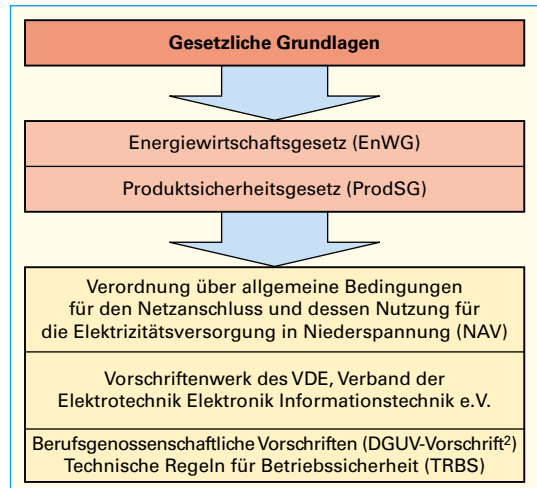 Gesetzliche Grundlagen
Energiewirtschaftsgesetz (EnWG)
Produktsicherheitsgesetz (ProdSG)
Verordnung über allgemeine Bedingungen
für den Netzanschluss und dessen Nutzung für
die Elektrizitätsversorgung in Niederspannung (NAV)
Vorschriftenwerk des VDE, Verband der
Elektrotechnik Elektronik Informationstechnik e.V.
Berufsgenossenschaftliche Vorschriften (DGUV-Vorschrift²)
Technische Regeln für Betriebssicherheit (TRBS)